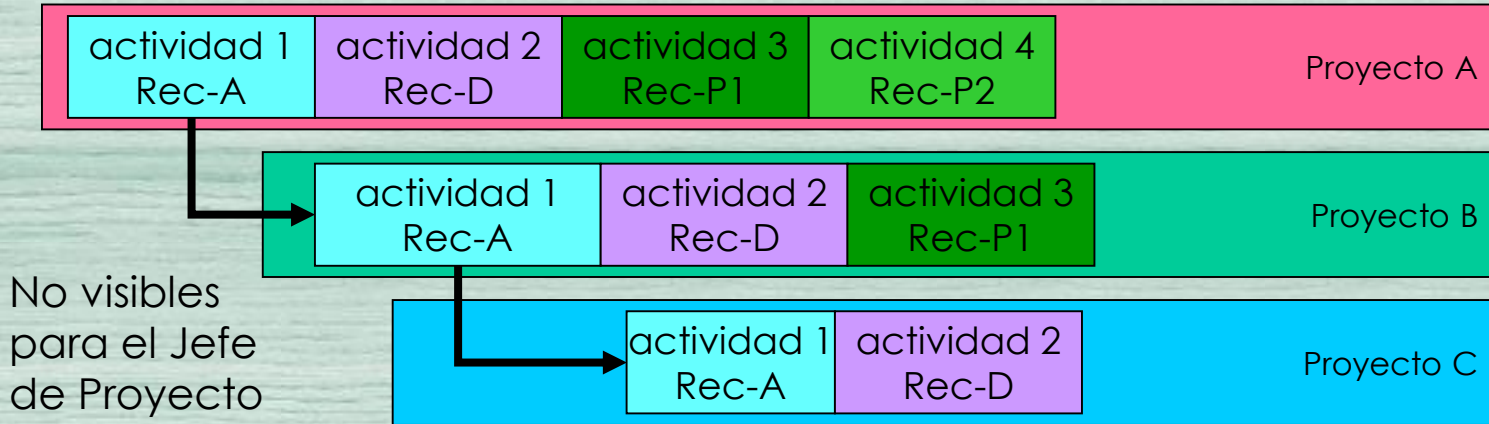 actividad 1
Rec-A
actividad 2
Rec-D
actividad 3
Rec-P1
actividad 4
Rec-P2
Proyecto A
actividad 1
Rec-A
actividad 2
Rec-D
actividad 3
Rec-P1
Proyecto B
No visibles
para el Jefe
de Proyecto
actividad 1
Rec-A
actividad 2
Rec-D
Proyecto C